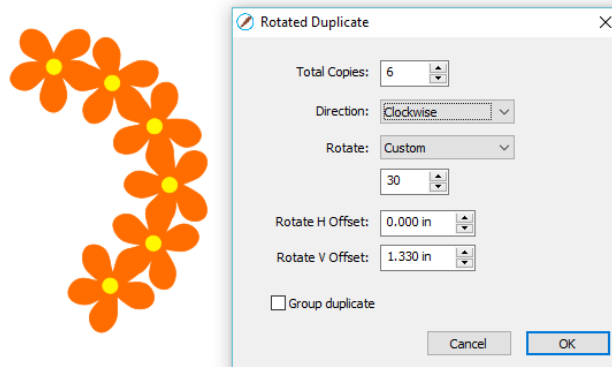 Rotated Duplicate
Total Copies: 6
Direction: Clockwise
Rotate: Custom
30
Rotate H Offset: 0.000 in
Rotate V Offset: 1.330 in
Group duplicate
Cancel OK